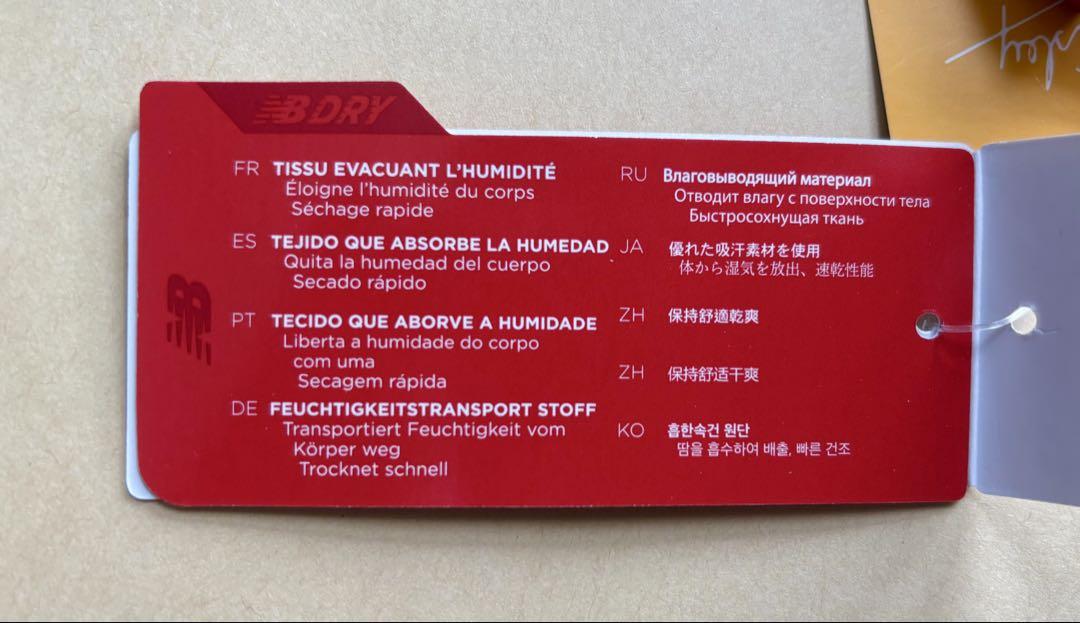 NB DRY
FR TISSU EVACUANT L'HUMIDITÉ
Éloigne l'humidité du corps
Séchage rapide
ES TEJIDO QUE ABSORBE LA HUMEDAD
Quita la humedad del cuerpo
Secado rápido
PT TECIDO QUE ABORVE A HUMIDADE
Liberta a humidade do corpo
com uma
Secagem rápida
DE FEUCHTIGKEITSTRANSPORT STOFF
Transportiert Feuchtigkeit vom
Körper weg
Trocknet schnell
RU Влаговыводящий материал
Отводит влагу с поверхности тела
Быстросохнущая ткань
JA 優れた吸汗素材を使用
体から湿気を放出、速乾性能
ZH 保持舒適乾爽
ZH 保持舒适干爽
KO 흡한속건 원단
땀을 흡수하여 배출, 빠른 건조